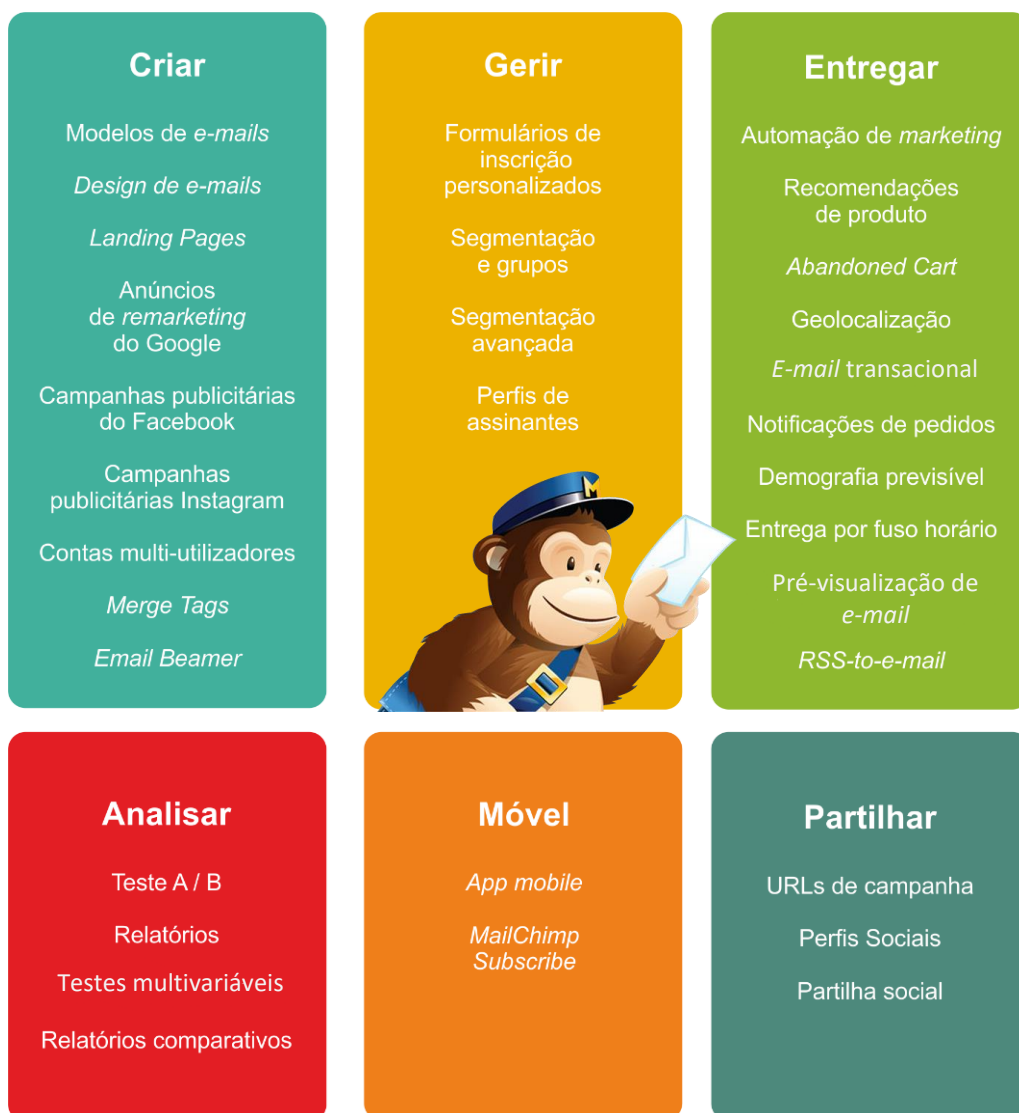 Criar
Modelos de e-mails
Design de e-mails
Landing Pages
Anúncios
de remarketing
do Google
Campanhas publicitárias
do Facebook
Campanhas
publicitárias Instagram
Contas multi-utilizadores
Merge Tags
Email Beamer
Gerir
Formulários de
inscrição
personalizados
Segmentação
e grupos
Segmentação
avançada
Perfis de
assinantes
M
Entregar
Automação de marketing
Recomendações
de produto
Abandoned Cart
Geolocalização
E-mail transacional
Notificações de pedidos
Demografia previsível
Entrega por fuso horário
Pré-visualização de
e-mail
RSS-to-e-mail
Analisar
Teste A / B
Relatórios
Testes multivariáveis
Relatórios comparativos
Móvel
App mobile
MailChimp
Subscribe
Partilhar
URLs de campanha
Perfis Sociais
Partilha social